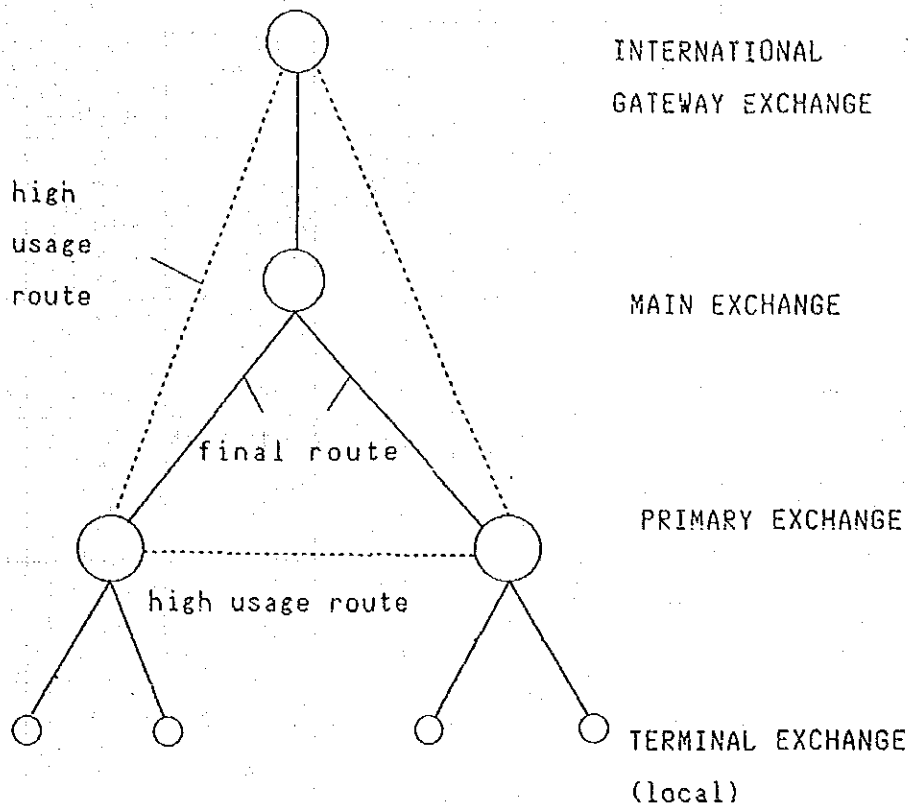 INTERNATIONAL
GATEWAY EXCHANGE
high
usage
route
MAIN EXCHANGE
final route
PRIMARY EXCHANGE
high usage route
TERMINAL EXCHANGE
(local)